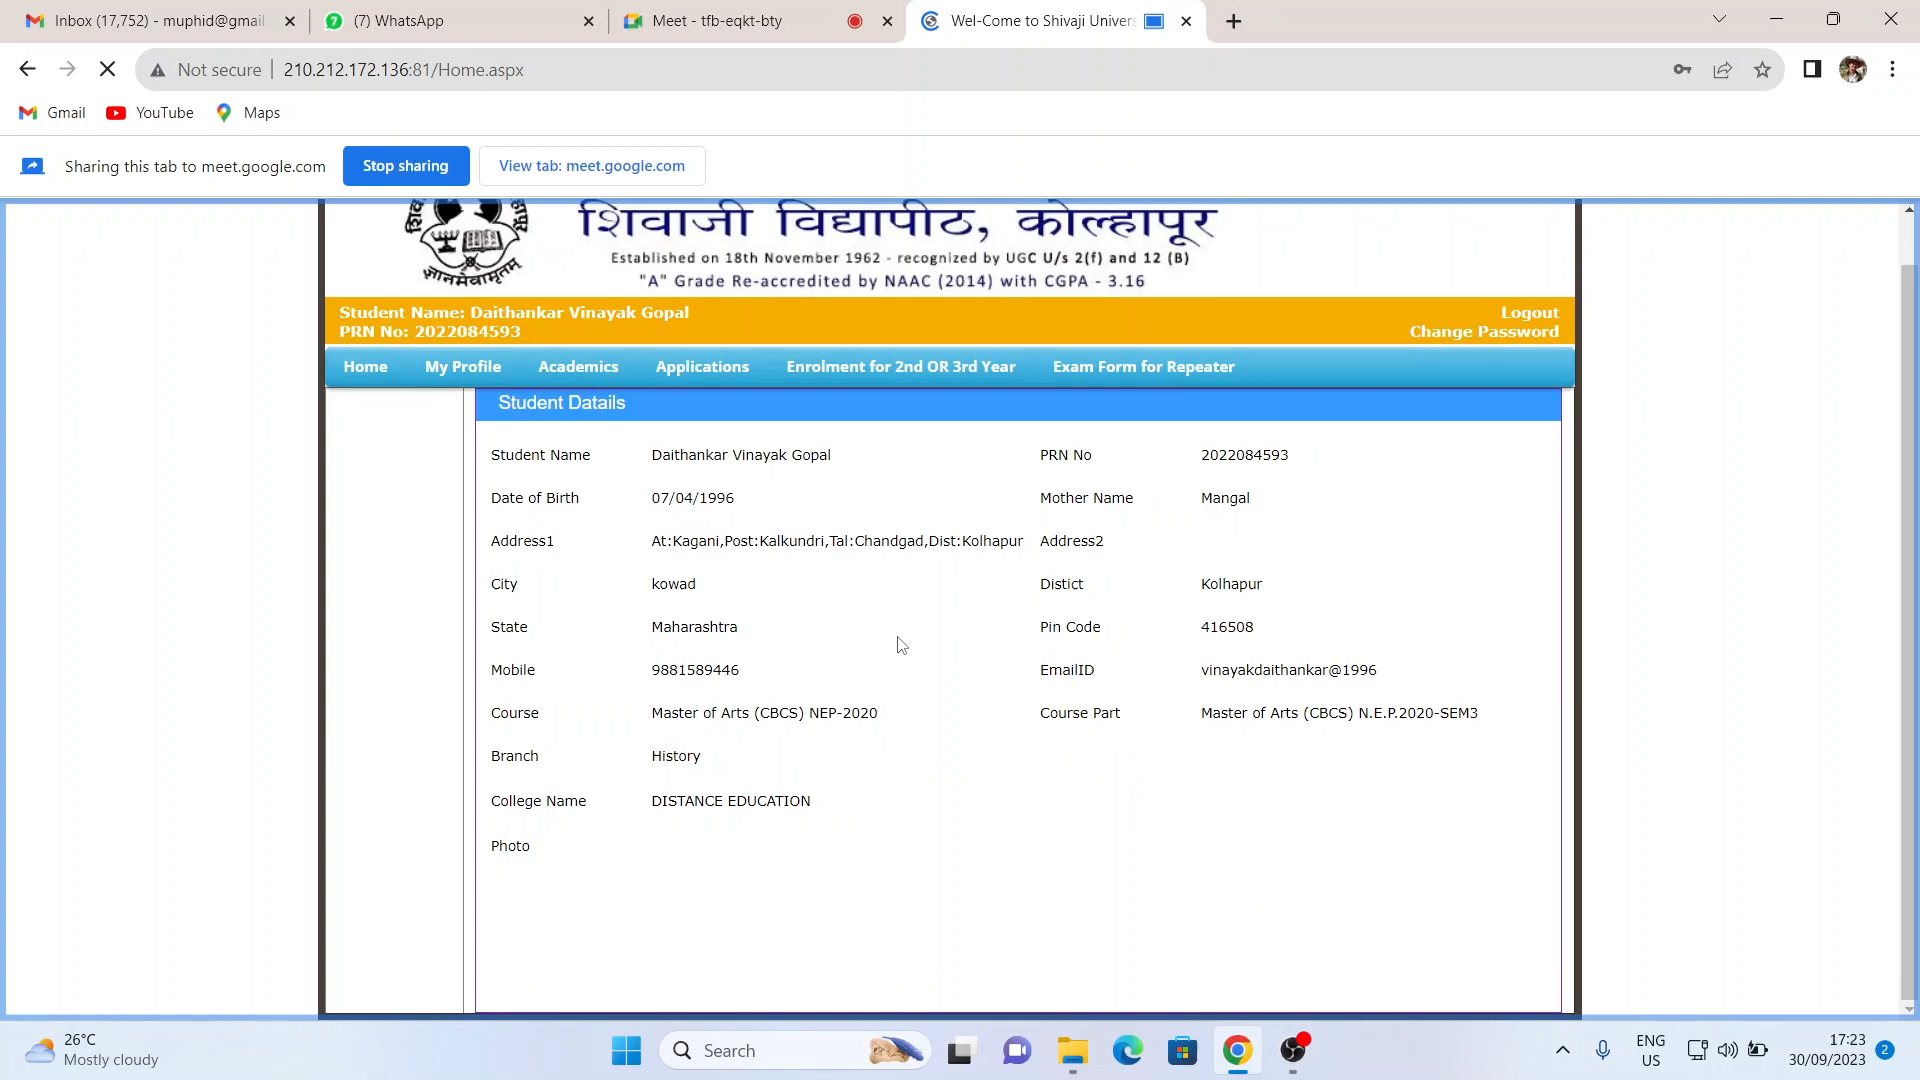 Inbox (17,752) - muphid@gmail
(7) WhatsApp
Meet - tfb-eqkt-bty
Wel-Come to Shivaji Univers
Not secure
210.212.172.136:81/Home.aspx
Gmail
YouTube
Maps
Sharing this tab to meet.google.com
Stop sharing
View tab: meet.google.com
शिवाजी विद्यापीठ, कोल्हापूर
ज्ञानमेवामृतम्
Established on 18th November 1962 - recognized by UGC U/s 2(f) and 12 (B)
"A" Grade Re-accredited by NAAC (2014) with CGPA - 3.16
Student Name: Daithankar Vinayak Gopal
Logout
PRN No: 2022084593
Change Password
Home
My Profile
Academics
Applications
Enrolment for 2nd OR 3rd Year
Exam Form for Repeater
Student Datails
Student Name
Daithankar Vinayak Gopal
PRN No
2022084593
Date of Birth
07/04/1996
Mother Name
Mangal
Address1
At:Kagani,Post:Kalkundri,Tal:Chandgad,Dist:Kolhapur
Address2
City
kowad
Distict
Kolhapur
State
Maharashtra
Pin Code
416508
Mobile
9881589446
EmailID
vinayakdaithankar@1996
Course
Master of Arts (CBCS) NEP-2020
Course Part
Master of Arts (CBCS) N.E.P.2020-SEM3
Branch
History
College Name
DISTANCE EDUCATION
Photo
26°C
Mostly cloudy
Search
ENG
US
17:23
30/09/2023
2